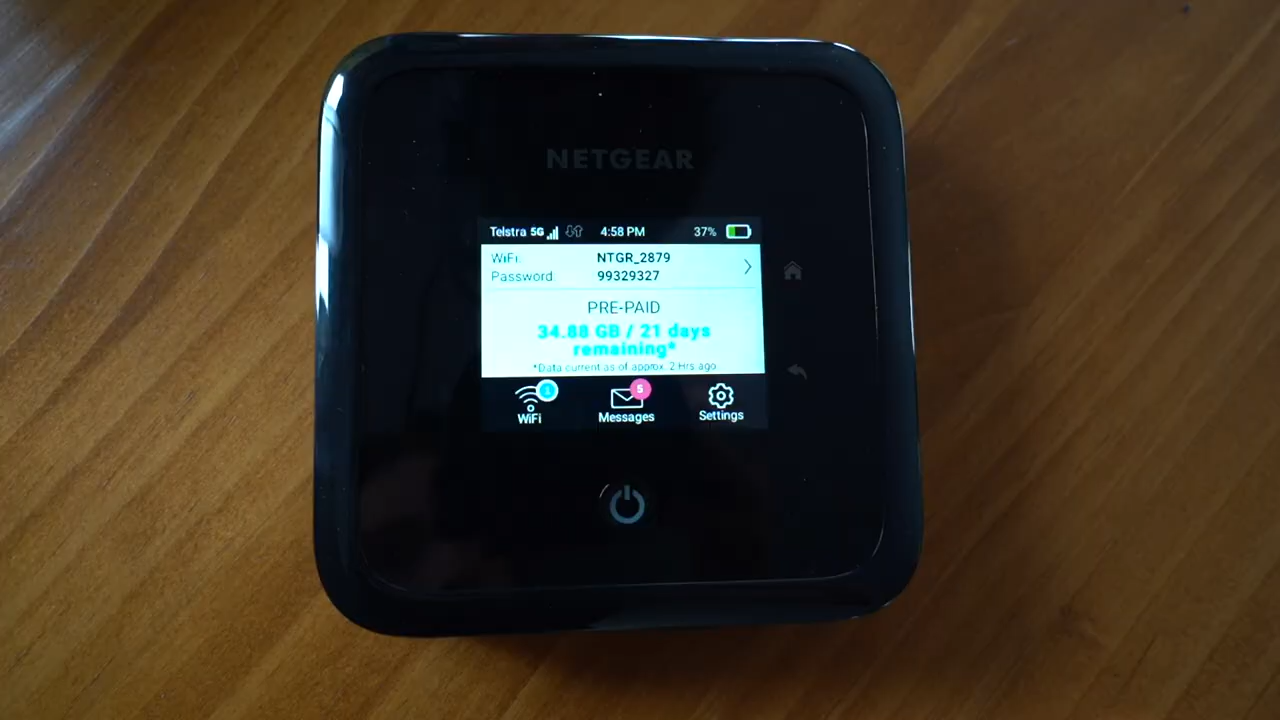 NETGEAR
Telstra 5G 4:58 PM 37%
WiFi: NTGR_2879
Password: 99329327
PRE-PAID
34.88 GB / 21 days
remaining*
*Data current as of approx. 2 Hrs ago
1 5
WiFi Messages Settings